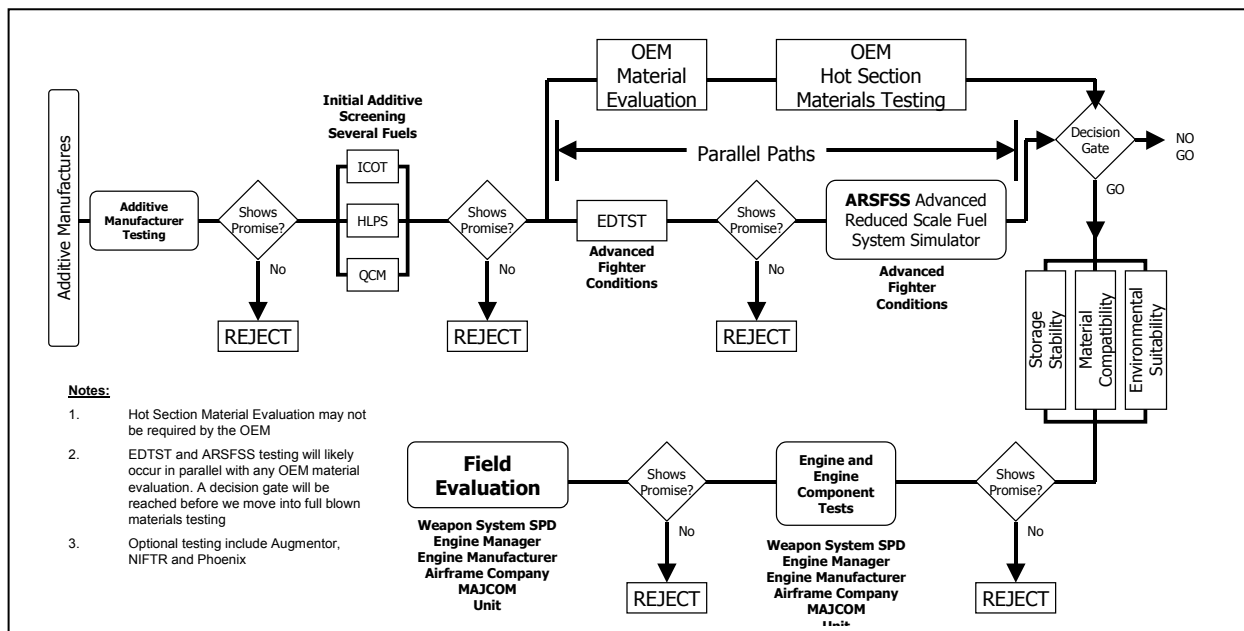 Additive Manufactures
Additive
Manufacturer
Testing
Shows
Promise?
No
REJECT
Initial Additive
Screening
Several Fuels
ICOT
HLPS
QCM
Shows
Promise?
No
REJECT
OEM
Material
Evaluation
OEM
Hot Section
Materials Testing
Parallel Paths
EDTST
Advanced
Fighter
Conditions
Shows
Promise?
No
REJECT
ARSFSS Advanced
Reduced Scale Fuel
System Simulator
Advanced
Fighter
Conditions
Decision
Gate
NO
GO
GO
Storage
Stability
Material
Compatibility
Environmental
Suitability
Shows
Promise?
No
REJECT
Engine and
Engine
Component
Tests
Weapon System SPD
Engine Manager
Engine Manufacturer
Airframe Company
MAJCOM
Unit
Shows
Promise?
No
REJECT
Field
Evaluation
Weapon System SPD
Engine Manager
Engine Manufacturer
Airframe Company
MAJCOM
Unit
Notes:
1. Hot Section Material Evaluation may not
be required by the OEM
2. EDTST and ARSFSS testing will likely
occur in parallel with any OEM material
evaluation. A decision gate will be
reached before we move into full blown
materials testing
3. Optional testing include Augmentor,
NIFTR and Phoenix